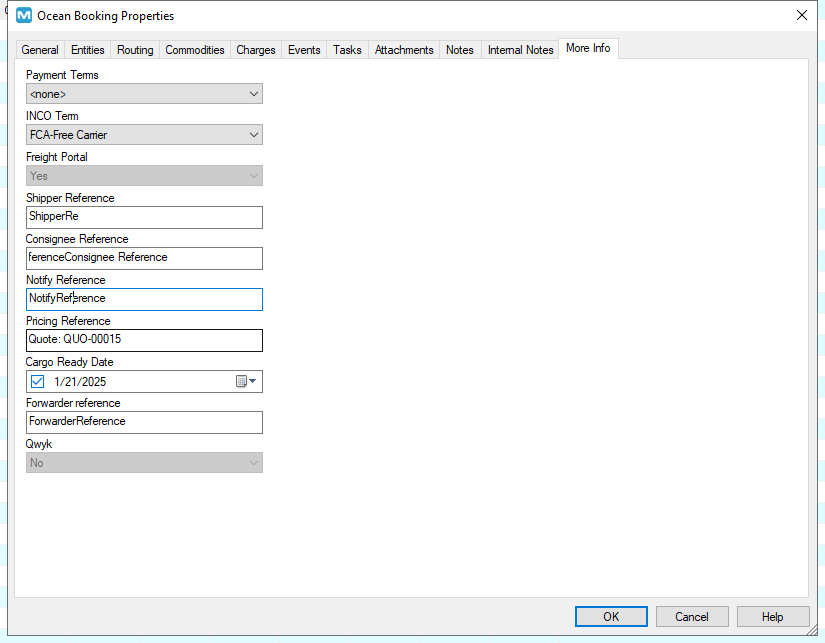 Ocean Booking Properties
General Entities Routing Commodities Charges Events Tasks Attachments Notes Internal Notes More Info
Payment Terms
<none>
INCO Term
FCA-Free Carrier
Freight Portal
Yes
Shipper Reference
ShipperRe
Consignee Reference
ferenceConsignee Reference
Notify Reference
NotifyReference
Pricing Reference
Quote: QUO-00015
Cargo Ready Date
1/21/2025
Forwarder reference
ForwarderReference
Qwyk
No
OK Cancel Help